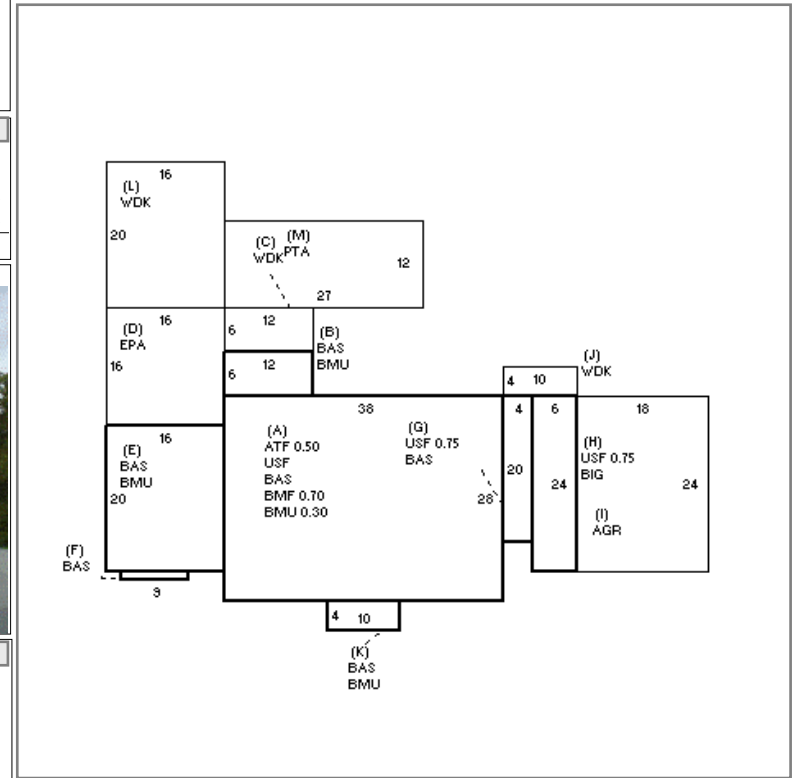 16
(L)
WDK
20
(C)
WDK
(M)
PTA
12
27
16
(D)
EPA
16
12
6
(B)
BAS
BMU
12
6
(J)
WDK
4 10
38
4
6
18
(A)
ATF 0.50
USF
BAS
BMF 0.70
BMU 0.30
(G)
USF 0.75
BAS
28
20
24
(H)
USF 0.75
BIG
24
(I)
AGR
16
(E)
BAS
BMU
20
(F)
BAS
9
4 10
(K)
BAS
BMU